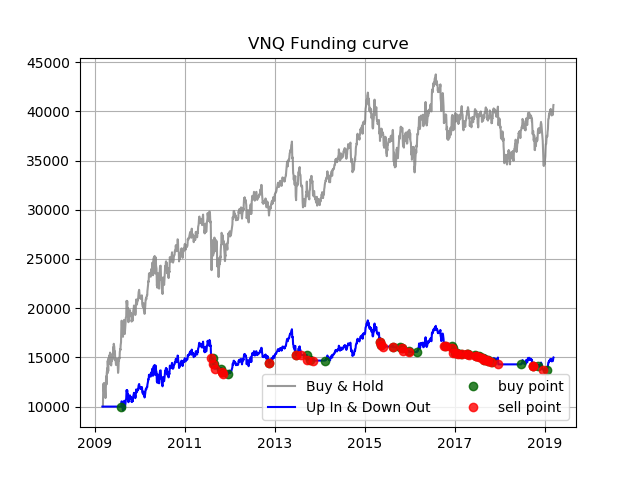 VNQ Funding curve
45000
40000
35000
30000
25000
20000
15000
10000
Buy & Hold
buy point
Up In & Down Out
sell point
2009
2011
2013
2015
2017
2019